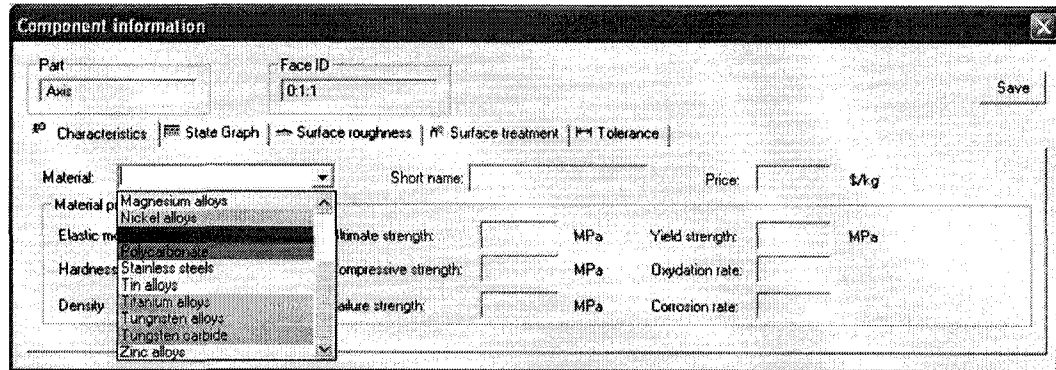 Component information
Part
Face ID
Axis
0:1:1
Save
Characteristics
State Graph
Surface roughness
Surface treatment
Tolerance
Material:
Short name:
Price:
$/kg
Magnesium alloys
Nickel alloys
Polycarbonate
Stainless steels
Tin alloys
Titanium alloys
Tungnsten alloys
Tungsten carbide
Zinc alloys
Material p
Elastic mo
ltimate strength:
MPa
Yield strength:
MPa
Hardness
ompressive strength:
MPa
Oxydation rate:
Density
ailure strength:
MPa
Corrosion rate: